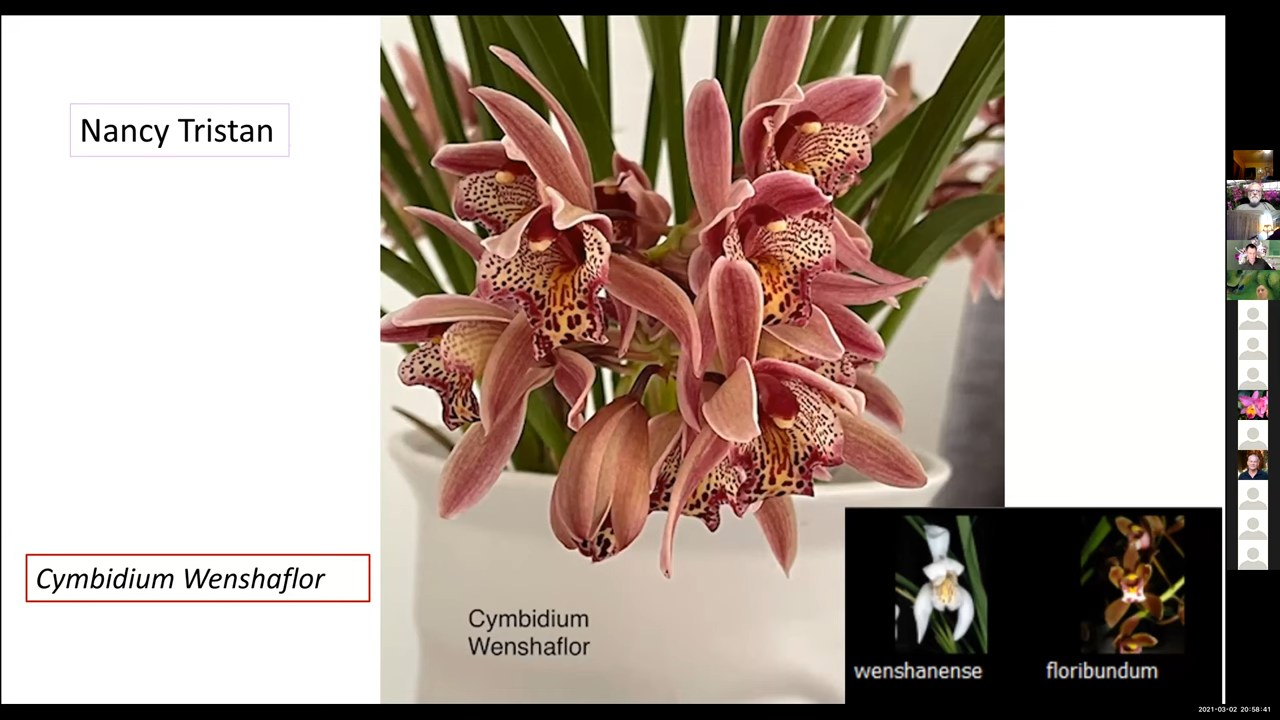 Nancy Tristan
Cymbidium Wenshaflor
Cymbidium
Wenshaflor
wenshanense
floribundum
2021-03-02 20:58:41